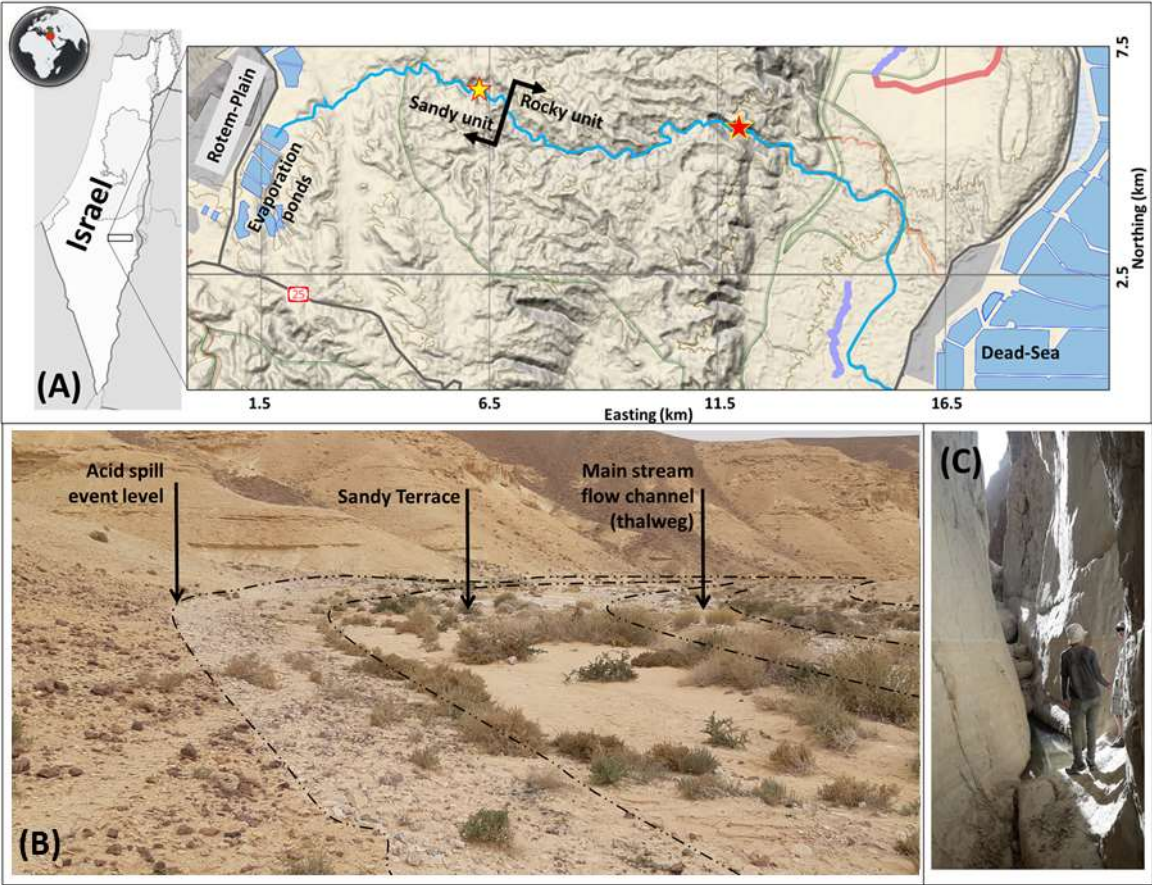 Israel
(A)
Rotem-Plain
Evaporation
ponds
Sandy unit
Rocky unit
25
Dead-Sea
7.5
2.5
Northing (km)
1.5
6.5
11.5
16.5
Easting (km)
Acid spill
event level
Sandy Terrace
Main stream
flow channel
(thalweg)
(B)
(C)